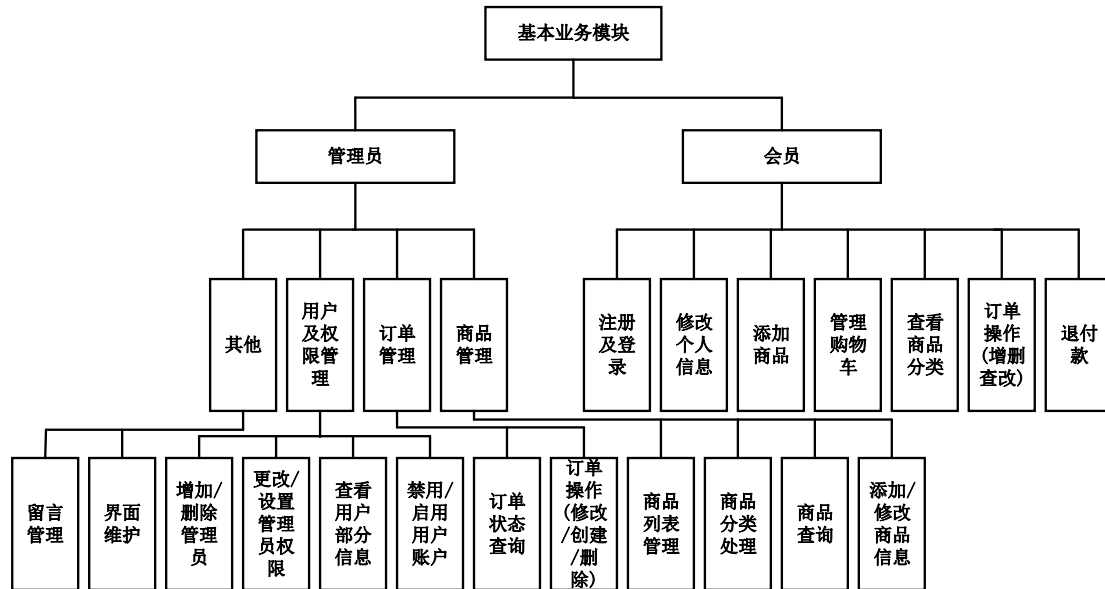 基本业务模块
管理员
会员
其他
用户
及权
限管
理
订单
管理
商品
管理
注册
及登
录
修改
个人
信息
添加
商品
管理
购物
车
查看
商品
分类
订单
操作
(增删
查改)
退付
款
留言
管理
界面
维护
增加/
删除
管理
员
更改/
设置
管理
员权
限
查看
用户
部分
信息
禁用/
启用
用户
账户
订单
状态
查询
订单
操作
(修改
/创建
/删
除)
商品
列表
管理
商品
分类
处理
商品
查询
添加/
修改
商品
信息